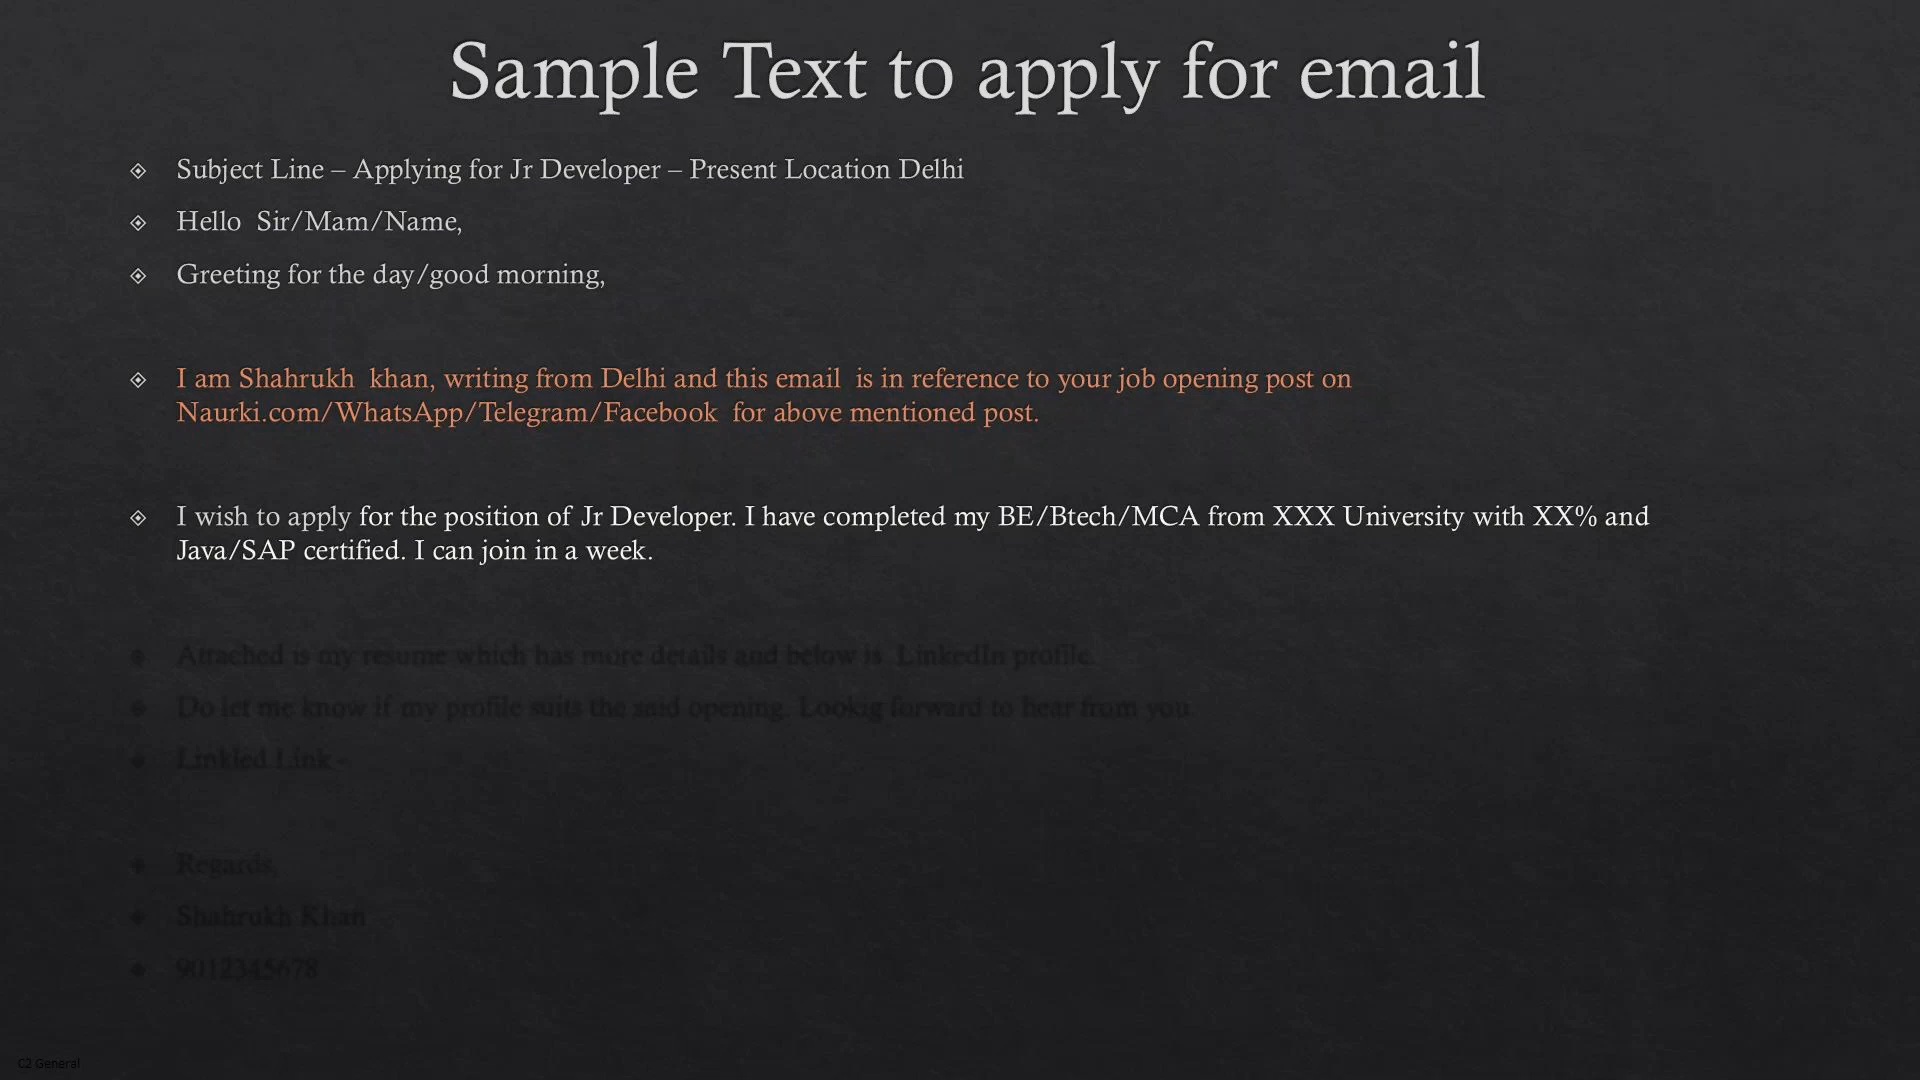 Sample Text to apply for email
Subject Line – Applying for Jr Developer – Present Location Delhi
Hello  Sir/Mam/Name,
Greeting for the day/good morning,
I am Shahrukh  khan, writing from Delhi and this email  is in reference to your job opening post on
Naurki.com/WhatsApp/Telegram/Facebook  for above mentioned post.
I wish to apply for the position of Jr Developer. I have completed my BE/Btech/MCA from XXX University with XX% and
Java/SAP certified. I can join in a week.
Attached is my resume which has more details and below is  LinkedIn profile.
Do let me know if my profile suits the said opening. Lookig forward to hear from you
Linkied Link -
Regards,
Shahrukh Khan
9012345678
C2 General